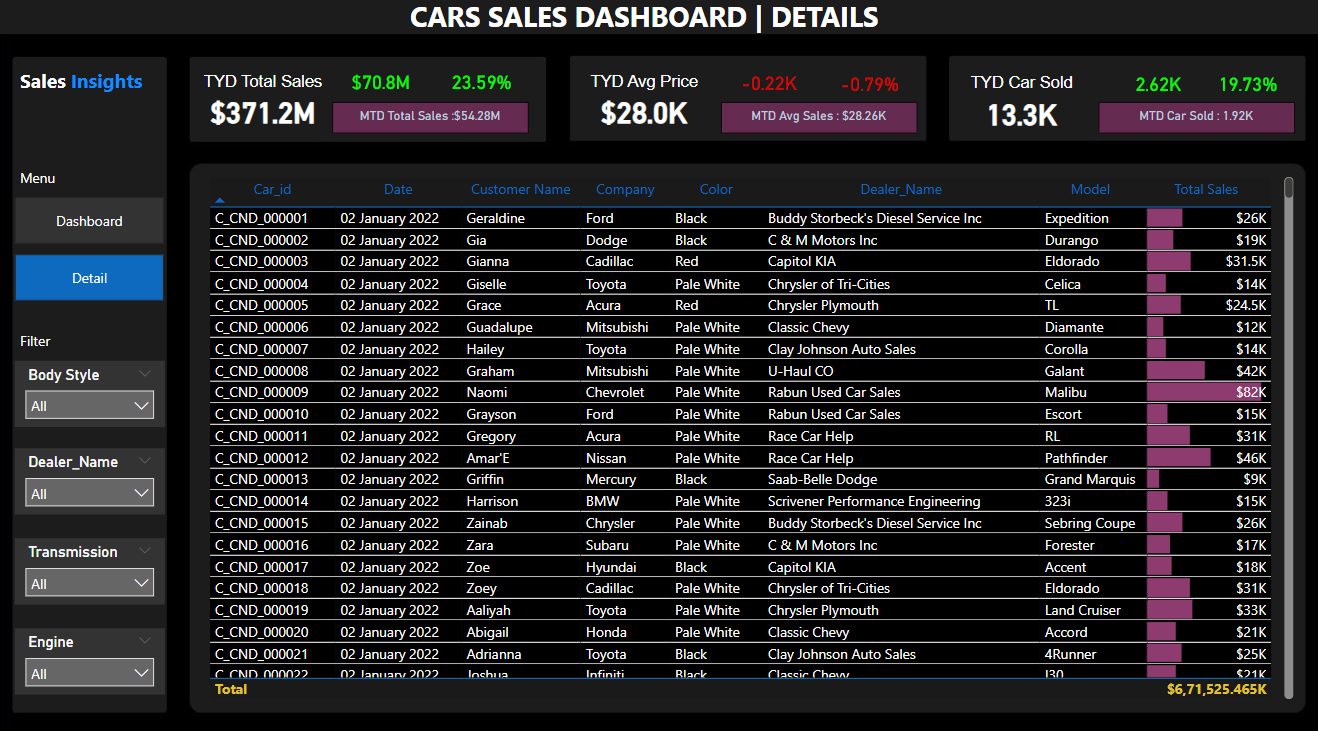 CARS SALES DASHBOARD | DETAILS
Sales Insights
TYD Total Sales $70.8M 23.59%
$371.2M MTD Total Sales :$54.28M
TYD Avg Price -0.22K -0.79%
$28.0K MTD Avg Sales : $28.26K
TYD Car Sold 2.62K 19.73%
13.3K MTD Car Sold : 1.92K
Menu
Dashboard
Detail
Filter
Body Style
All
Dealer_Name
All
Transmission
All
Engine
All
Car_id Date Customer Name Company Color Dealer_Name Model Total Sales
C_CND_000001 02 January 2022 Geraldine Ford Black Buddy Storbeck's Diesel Service Inc Expedition $26K
C_CND_000002 02 January 2022 Gia Dodge Black C & M Motors Inc Durango $19K
C_CND_000003 02 January 2022 Gianna Cadillac Red Capitol KIA Eldorado $31.5K
C_CND_000004 02 January 2022 Giselle Toyota Pale White Chrysler of Tri-Cities Celica $14K
C_CND_000005 02 January 2022 Grace Acura Red Chrysler Plymouth TL $24.5K
C_CND_000006 02 January 2022 Guadalupe Mitsubishi Pale White Classic Chevy Diamante $12K
C_CND_000007 02 January 2022 Hailey Toyota Pale White Clay Johnson Auto Sales Corolla $14K
C_CND_000008 02 January 2022 Graham Mitsubishi Pale White U-Haul CO Galant $42K
C_CND_000009 02 January 2022 Naomi Chevrolet Pale White Rabun Used Car Sales Malibu $82K
C_CND_000010 02 January 2022 Grayson Ford Pale White Rabun Used Car Sales Escort $15K
C_CND_000011 02 January 2022 Gregory Acura Pale White Race Car Help RL $31K
C_CND_000012 02 January 2022 Amar'E Nissan Pale White Race Car Help Pathfinder $46K
C_CND_000013 02 January 2022 Griffin Mercury Black Saab-Belle Dodge Grand Marquis $9K
C_CND_000014 02 January 2022 Harrison BMW Pale White Scrivener Performance Engineering 323i $15K
C_CND_000015 02 January 2022 Zainab Chrysler Pale White Buddy Storbeck's Diesel Service Inc Sebring Coupe $26K
C_CND_000016 02 January 2022 Zara Subaru Pale White C & M Motors Inc Forester $17K
C_CND_000017 02 January 2022 Zoe Hyundai Black Capitol KIA Accent $18K
C_CND_000018 02 January 2022 Zoey Cadillac Pale White Chrysler of Tri-Cities Eldorado $31K
C_CND_000019 02 January 2022 Aaliyah Toyota Pale White Chrysler Plymouth Land Cruiser $33K
C_CND_000020 02 January 2022 Abigail Honda Pale White Classic Chevy Accord $21K
C_CND_000021 02 January 2022 Adrianna Toyota Black Clay Johnson Auto Sales 4Runner $25K
C_CND_000022 02 January 2022 Joshua Infiniti Black Classic Chevy I30 $21K
Total $6,71,525.465K